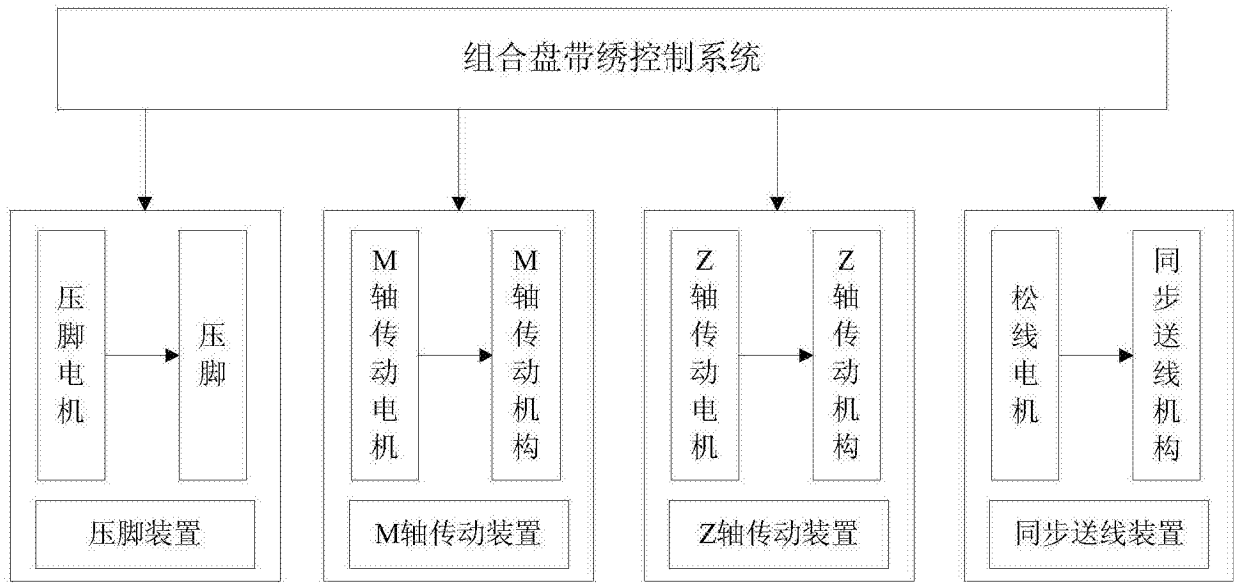 组合盘带绣控制系统
压脚电机
压脚
M轴传动电机
M轴传动机构
Z轴传动电机
Z轴传动机构
松线电机
同步送线机构
压脚装置
M轴传动装置
Z轴传动装置
同步送线装置